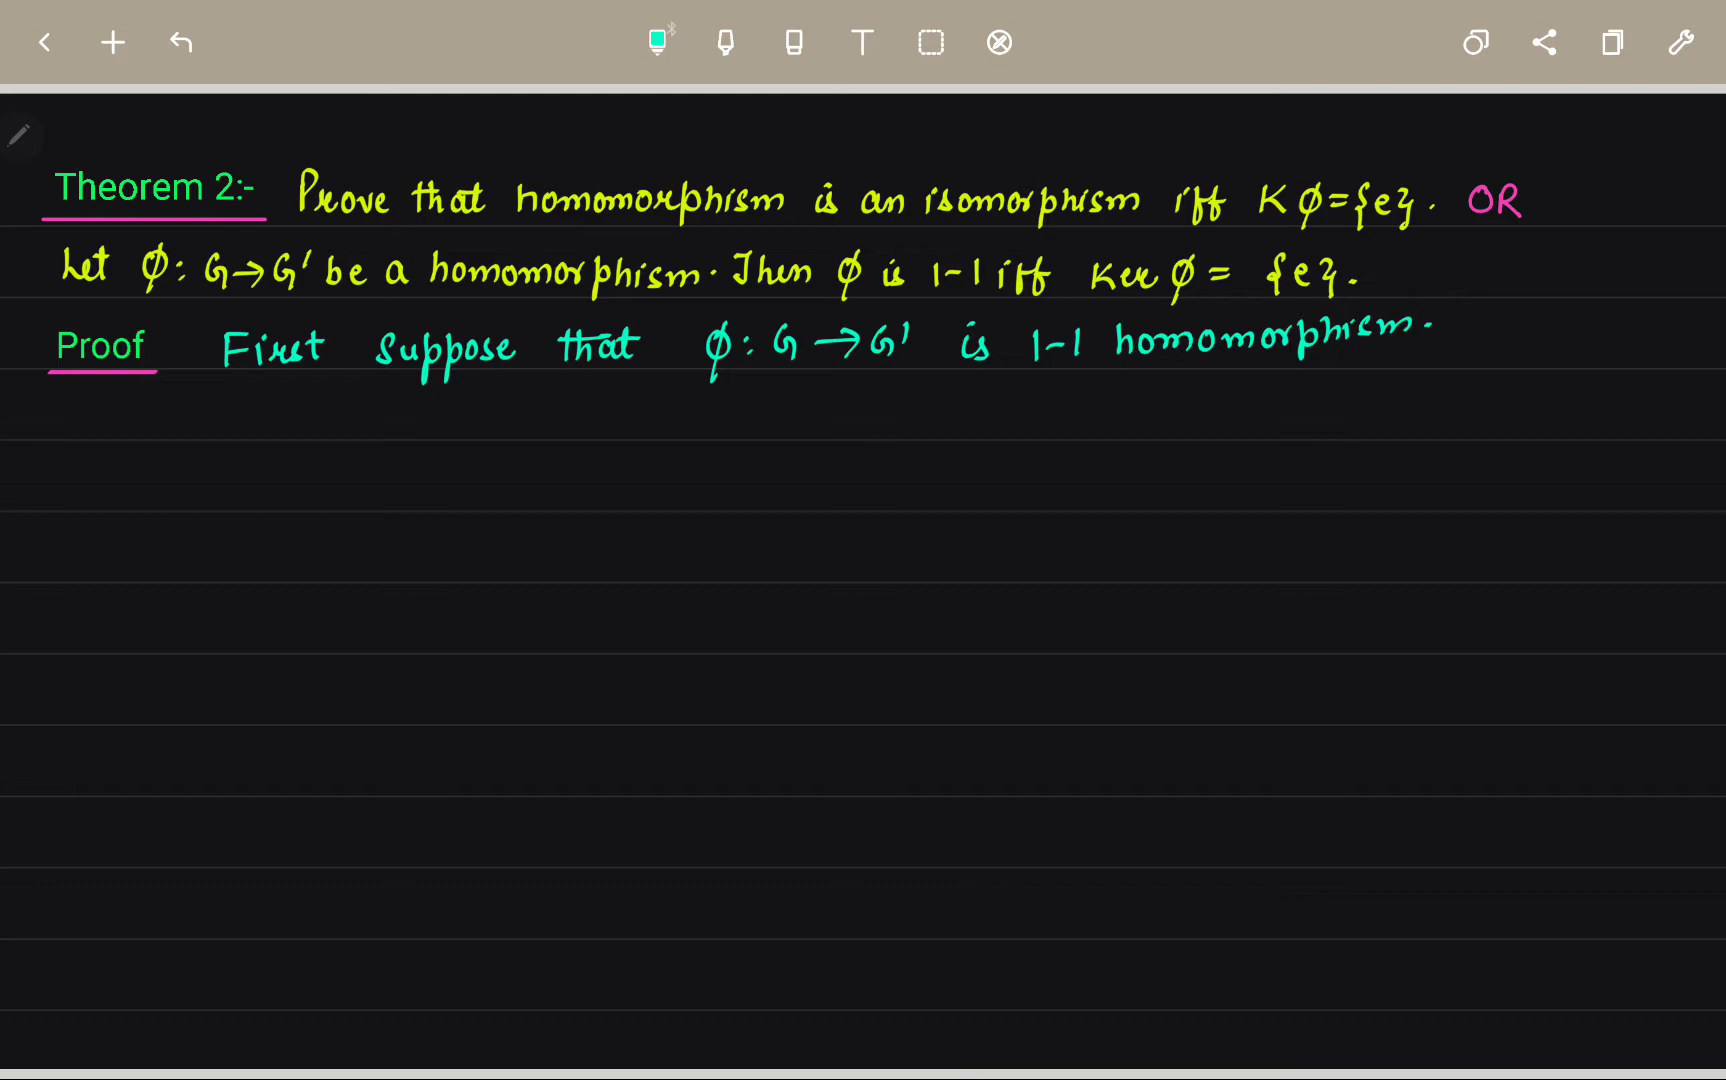 Theorem 2:- Prove that homomorphism is an isomorphism iff K φ = {e}. OR
Let φ: G → G' be a homomorphism. Then φ is 1-1 iff Ker φ = {e}.
Proof First suppose that φ: G → G' is 1-1 homomorphism.